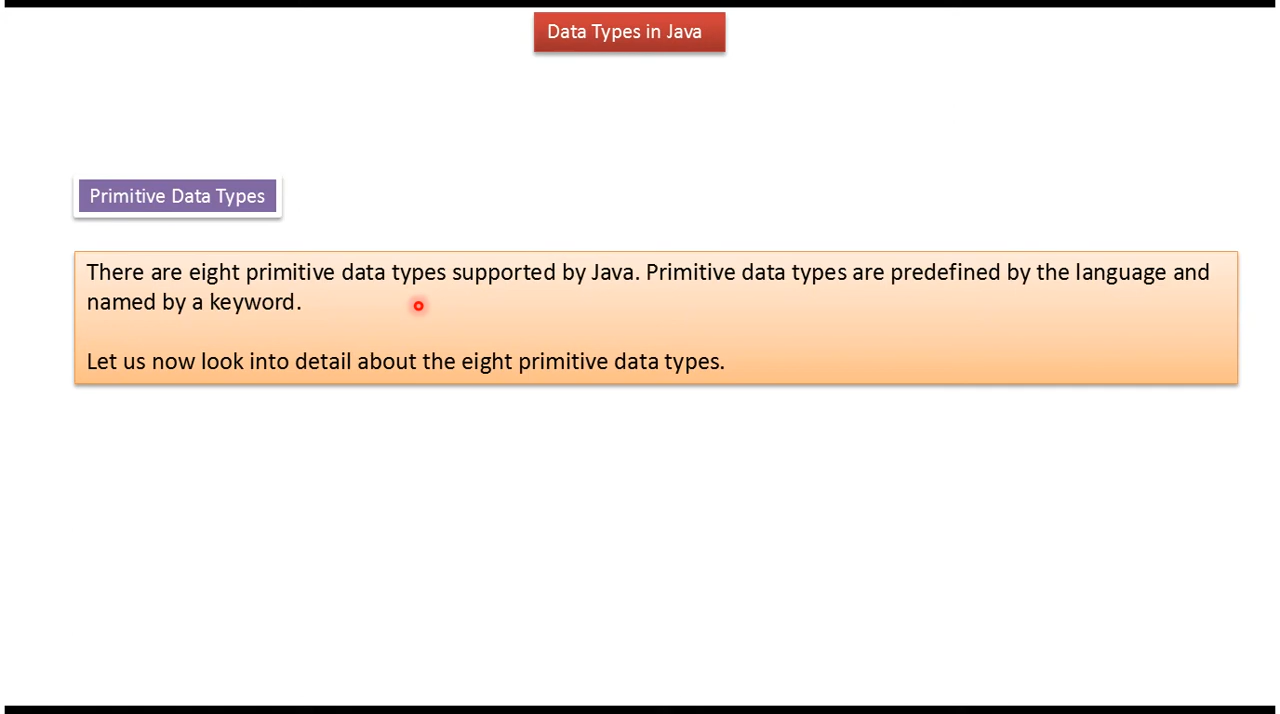 Data Types in Java
Primitive Data Types
There are eight primitive data types supported by Java. Primitive data types are predefined by the language and
named by a keyword.
Let us now look into detail about the eight primitive data types.